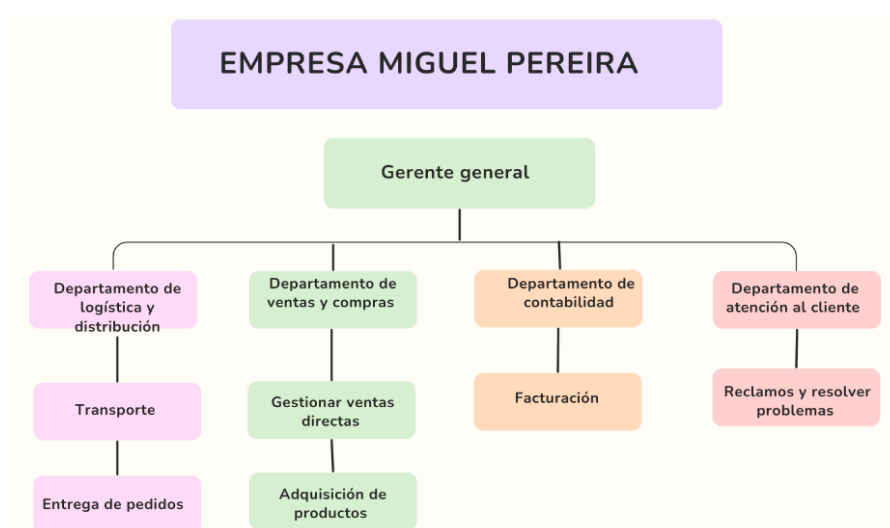 EMPRESA MIGUEL PEREIRA
Gerente general
Departamento de
logística y
distribución
Departamento de
ventas y compras
Departamento de
contabilidad
Departamento de
atención al cliente
Transporte
Gestionar ventas
directas
Facturación
Reclamos y resolver
problemas
Entrega de pedidos
Adquisición de
productos